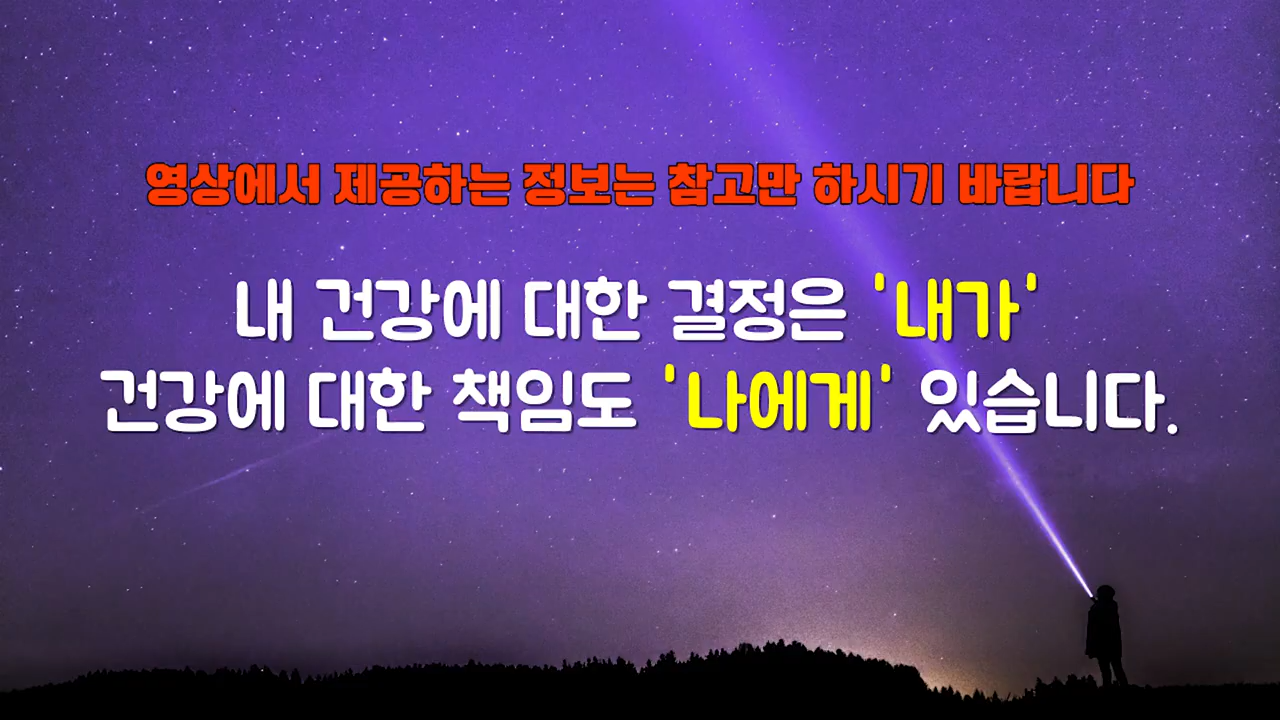 영상에서 제공하는 정보는 참고만 하시기 바랍니다
내 건강에 대한 결정은 '내가'
건강에 대한 책임도 '나에게' 있습니다.